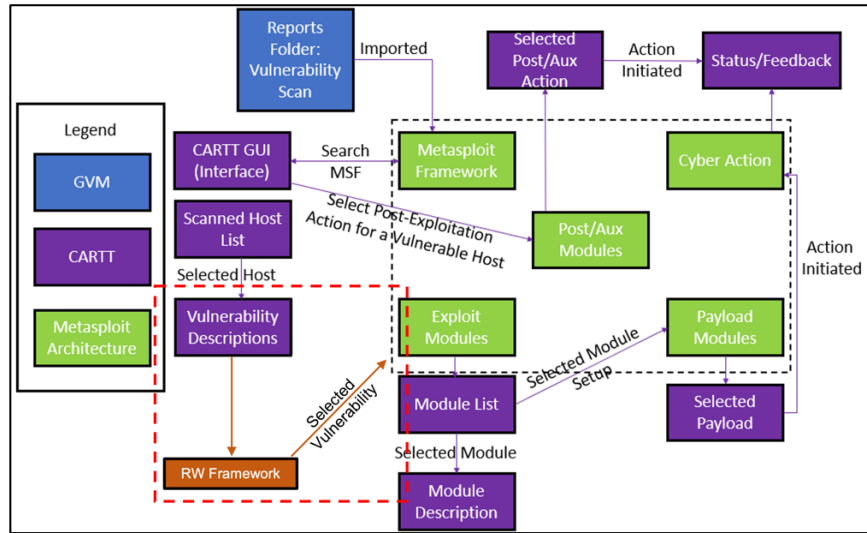 Reports
Folder:
Vulnerability
Scan
Imported
Selected
Post/Aux
Action
Action
Initiated
Status/Feedback
Legend
GVM
CARTT
Metasploit
Architecture
CARTT GUI
(Interface)
Search
MSF
Metasploit
Framework
Cyber Action
Select Post-Exploitation
Action for a Vulnerable Host
Post/Aux
Modules
Scanned Host
List
Selected Host
Action
Initiated
Vulnerability
Descriptions
Exploit
Modules
Payload
Modules
Selected
Vulnerability
Selected Module
Setup
Module List
Selected
Payload
RW Framework
Selected Module
Module
Description